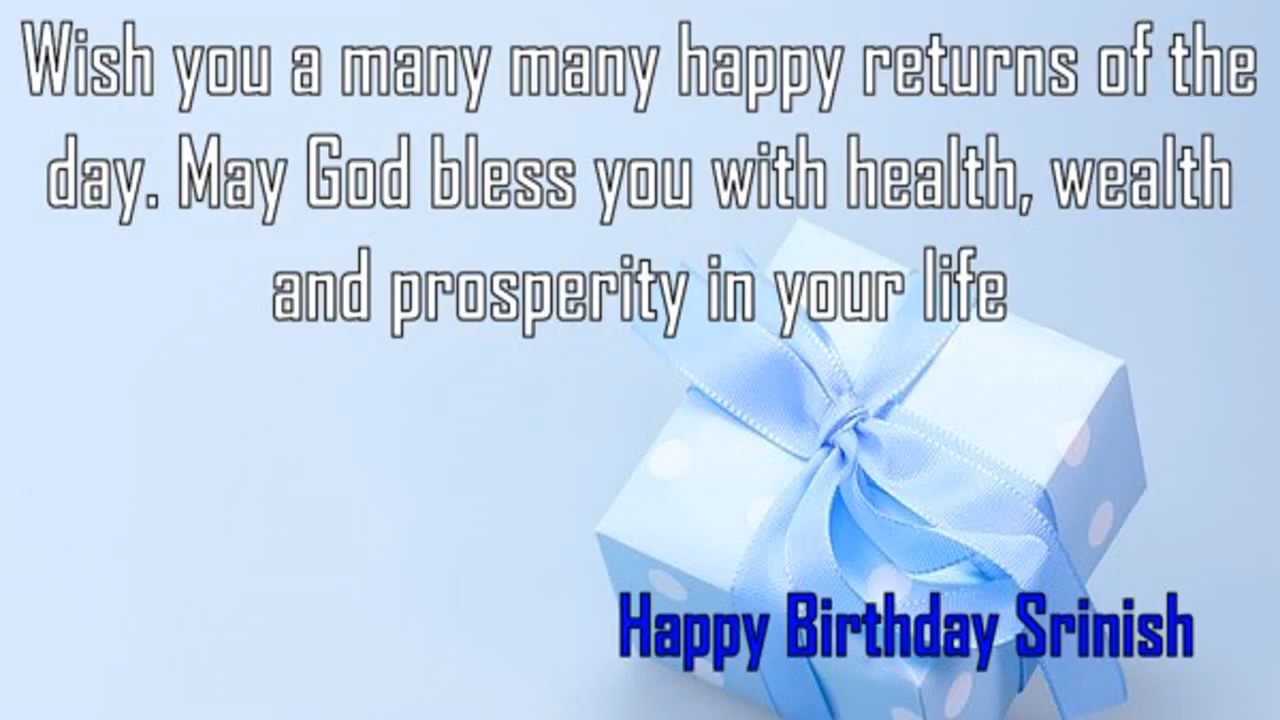 Wish you a many many happy returns of the
day. May God bless you with health, wealth
and prosperity in your life
Happy Birthday Srinish